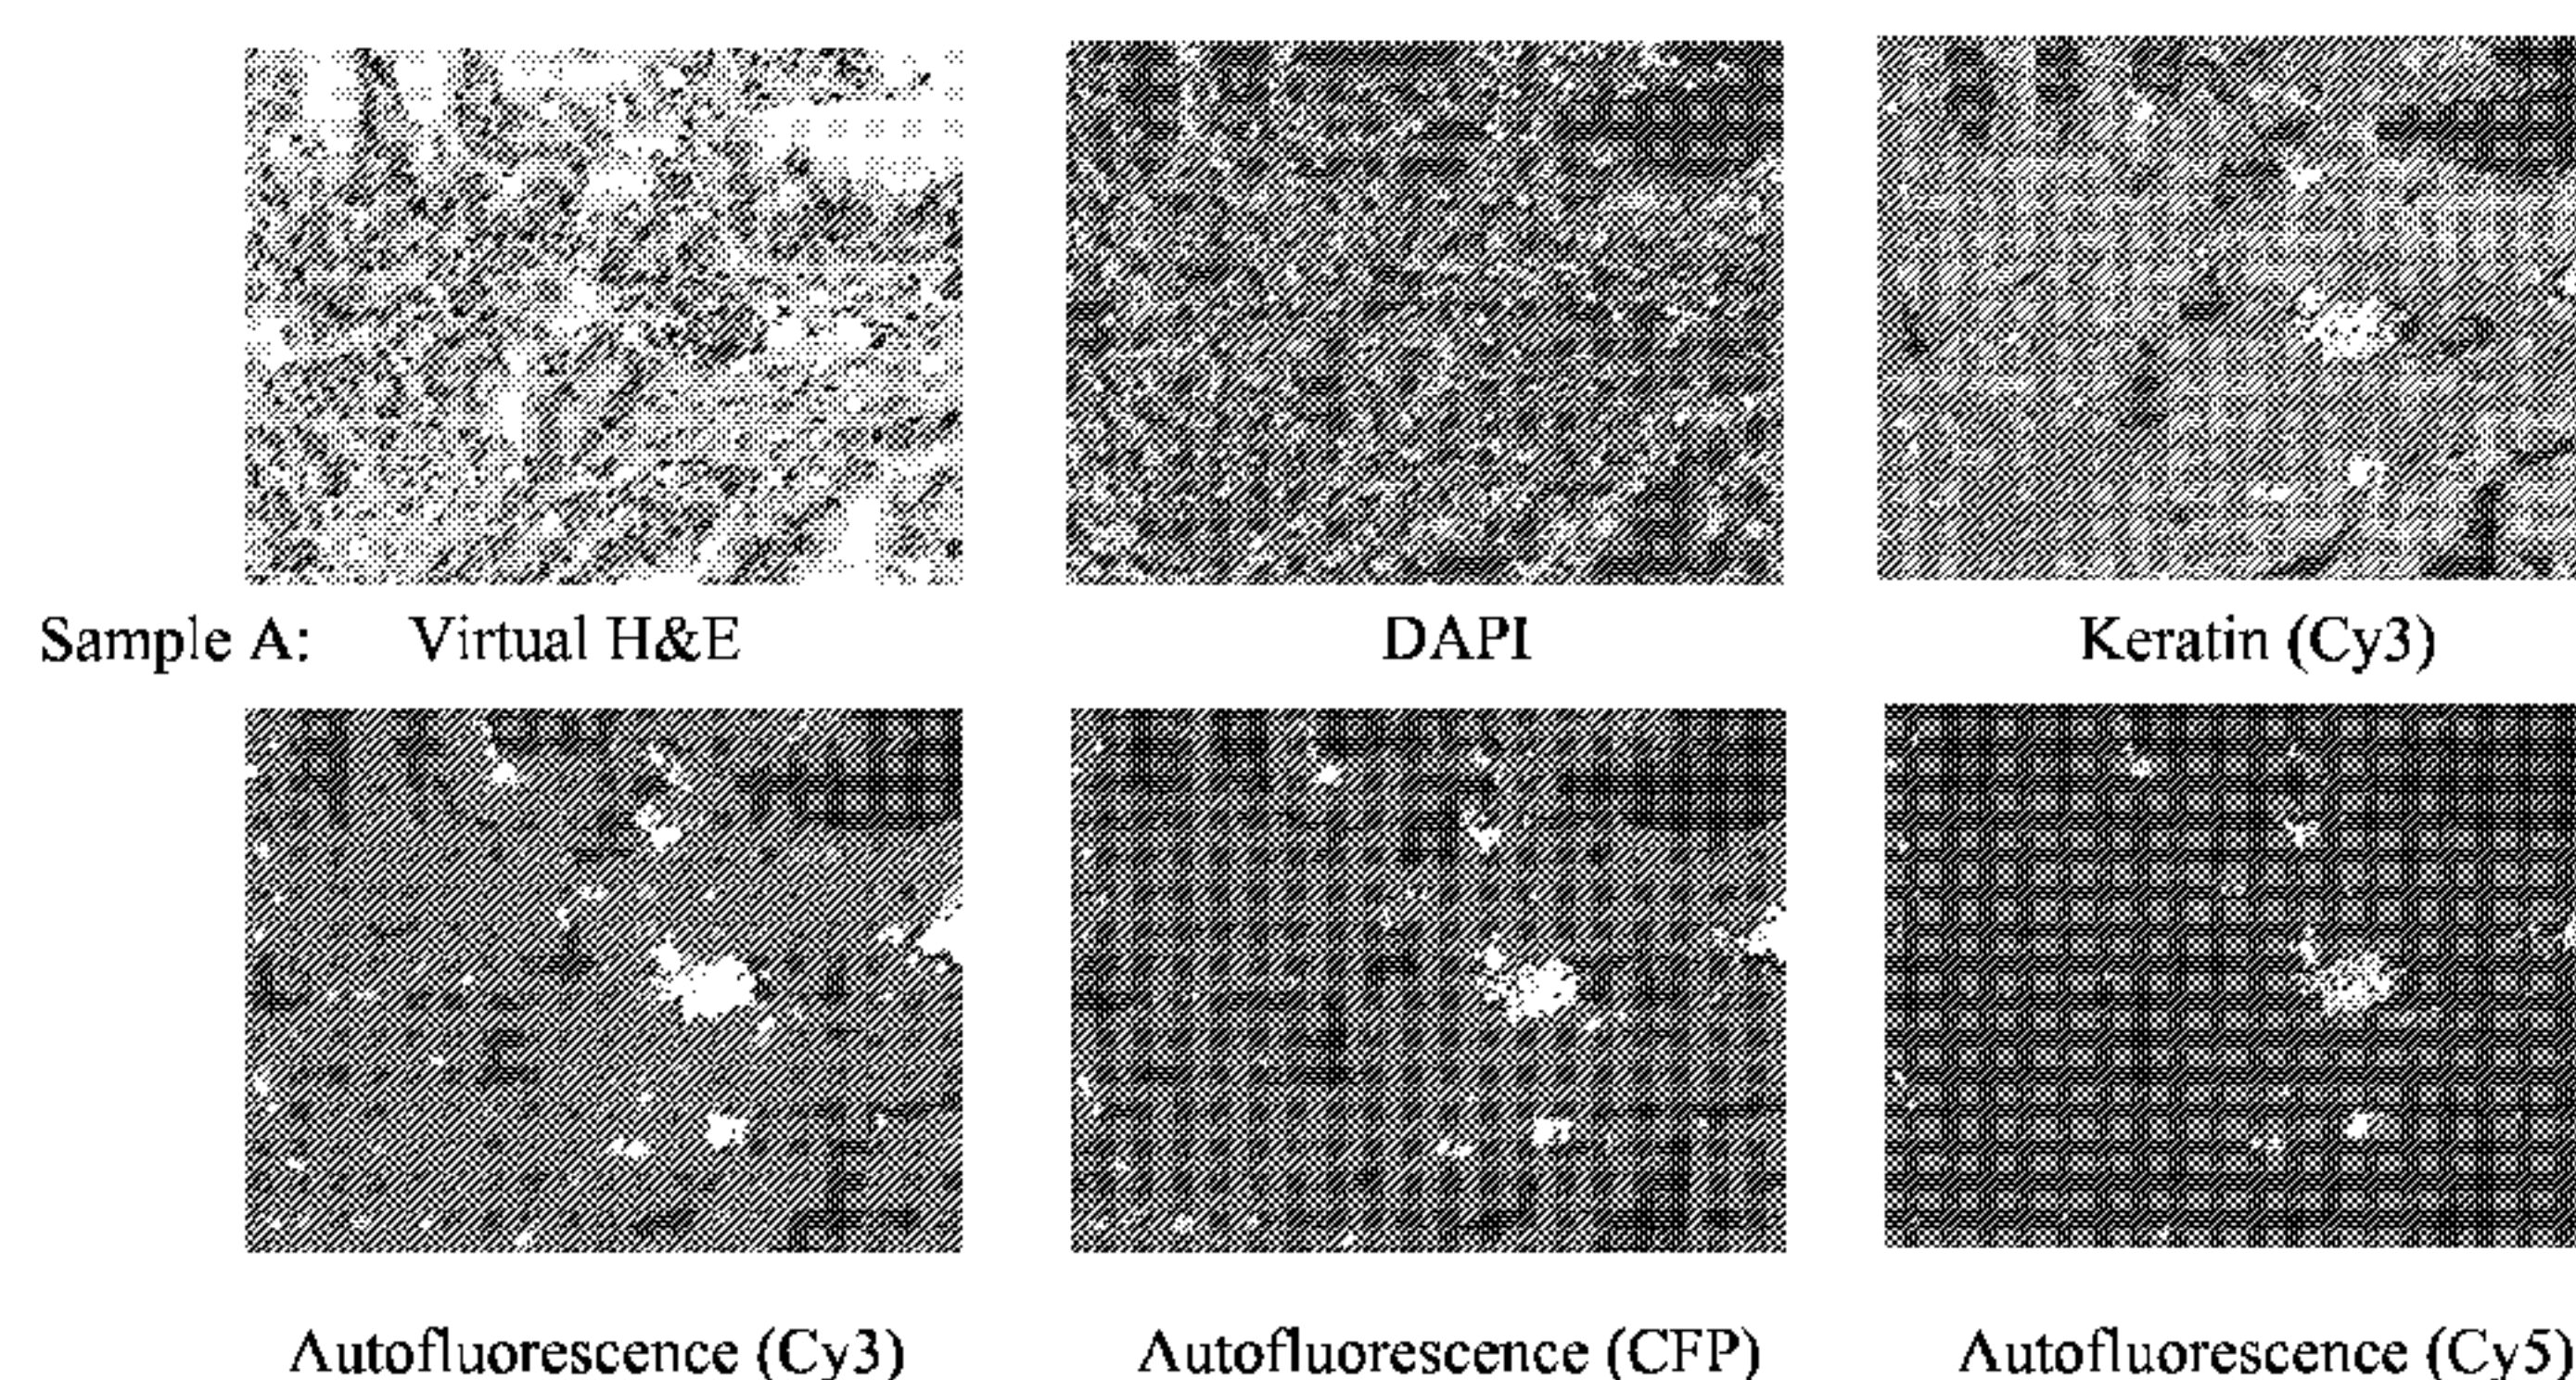 Sample A: Virtual H&E DAPI Keratin (Cy3)
Autofluorescence (Cy3) Autofluorescence (CFP) Autofluorescence (Cy5)